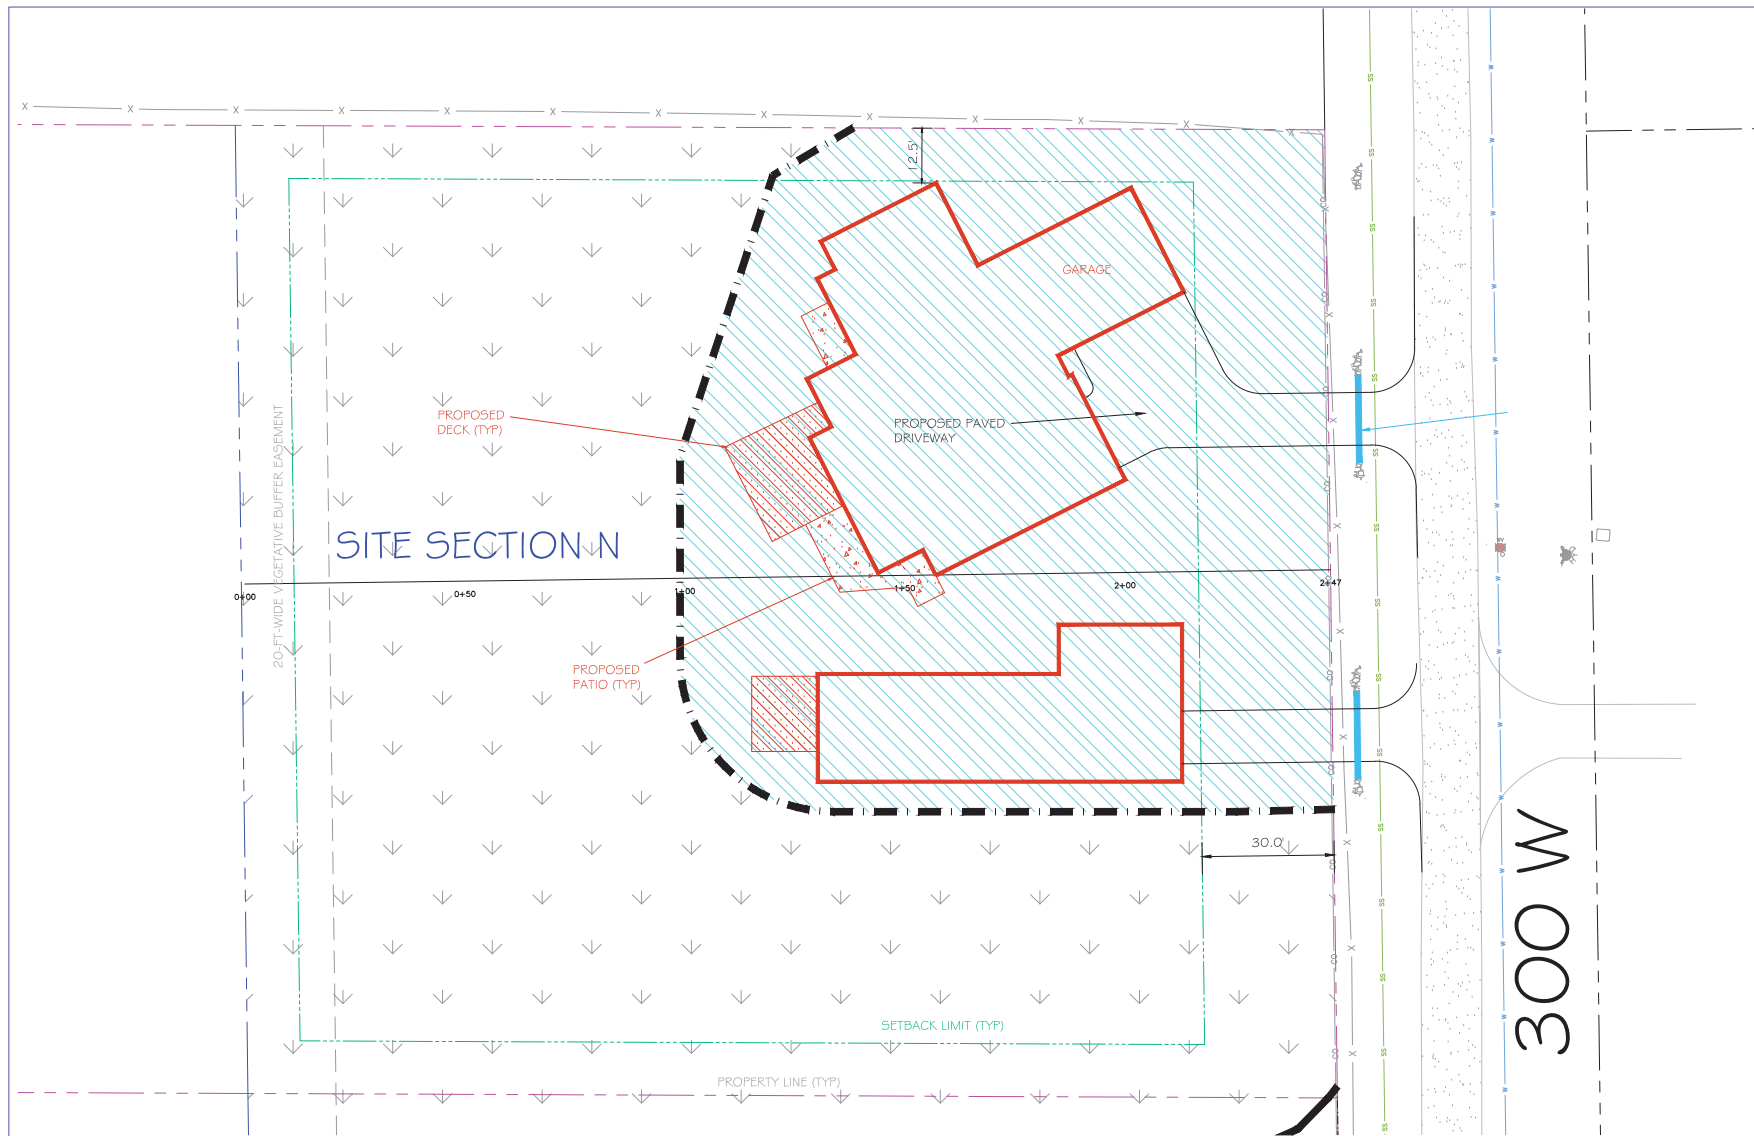 12.5'
GARAGE
PROPOSED
DECK (TYP)
PROPOSED PAVED
DRIVEWAY
20-FT-WIDE VEGETATIVE BUFFER EASEMENT
SITE SECTION N
0+00
0+50
1+00
1+50
2+00
2+47
PROPOSED
PATIO (TYP)
30.0'
300 W
SETBACK LIMIT (TYP)
PROPERTY LINE (TYP)